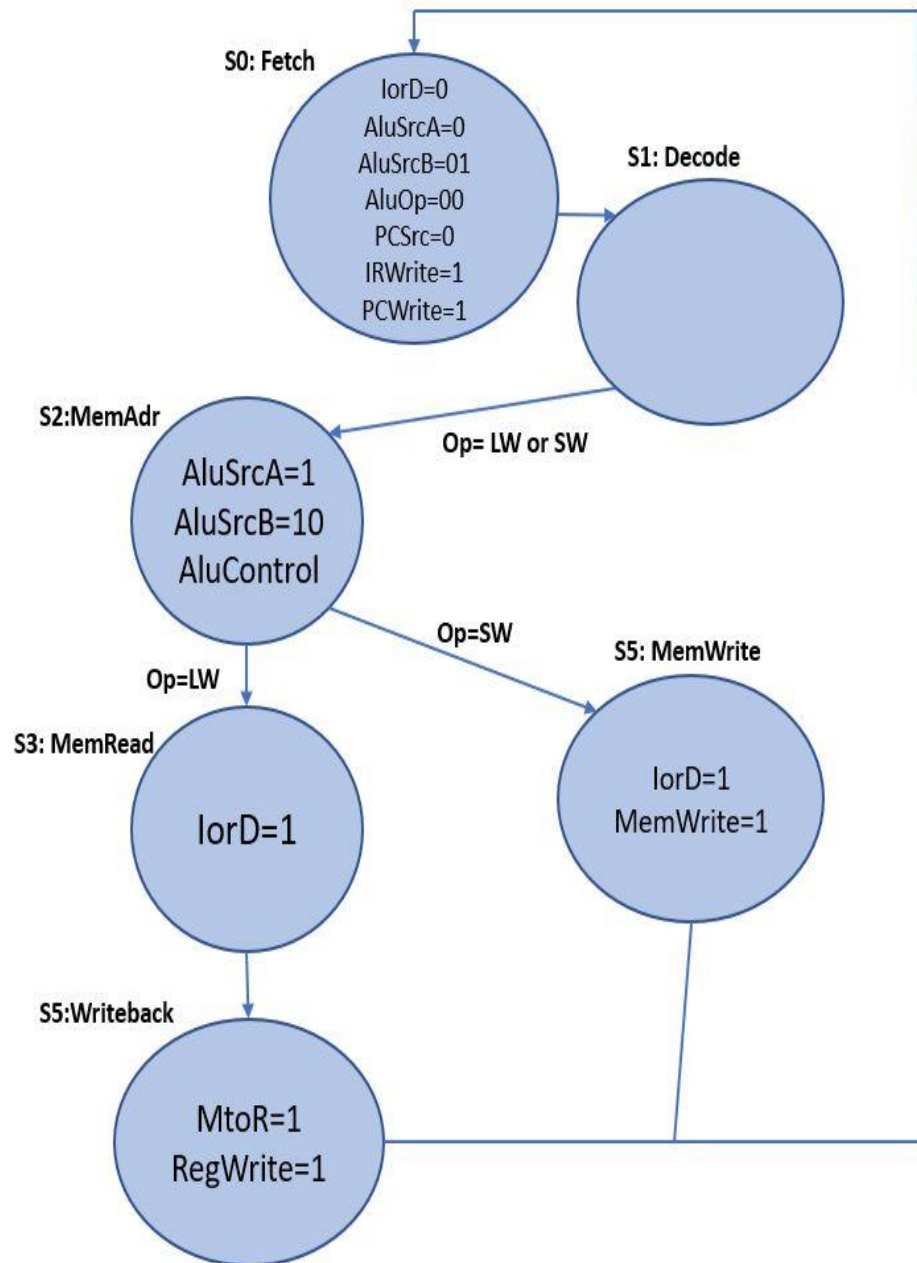 S0: Fetch
IorD=0
AluSrcA=0
AluSrcB=01
AluOp=00
PCSrc=0
IRWrite=1
PCWrite=1
S1: Decode
S2:MemAdr
AluSrcA=1
AluSrcB=10
AluControl
Op= LW or SW
Op=SW
Op=LW
S5: MemWrite
IorD=1
MemWrite=1
S3: MemRead
IorD=1
S5:Writeback
MtoR=1
RegWrite=1